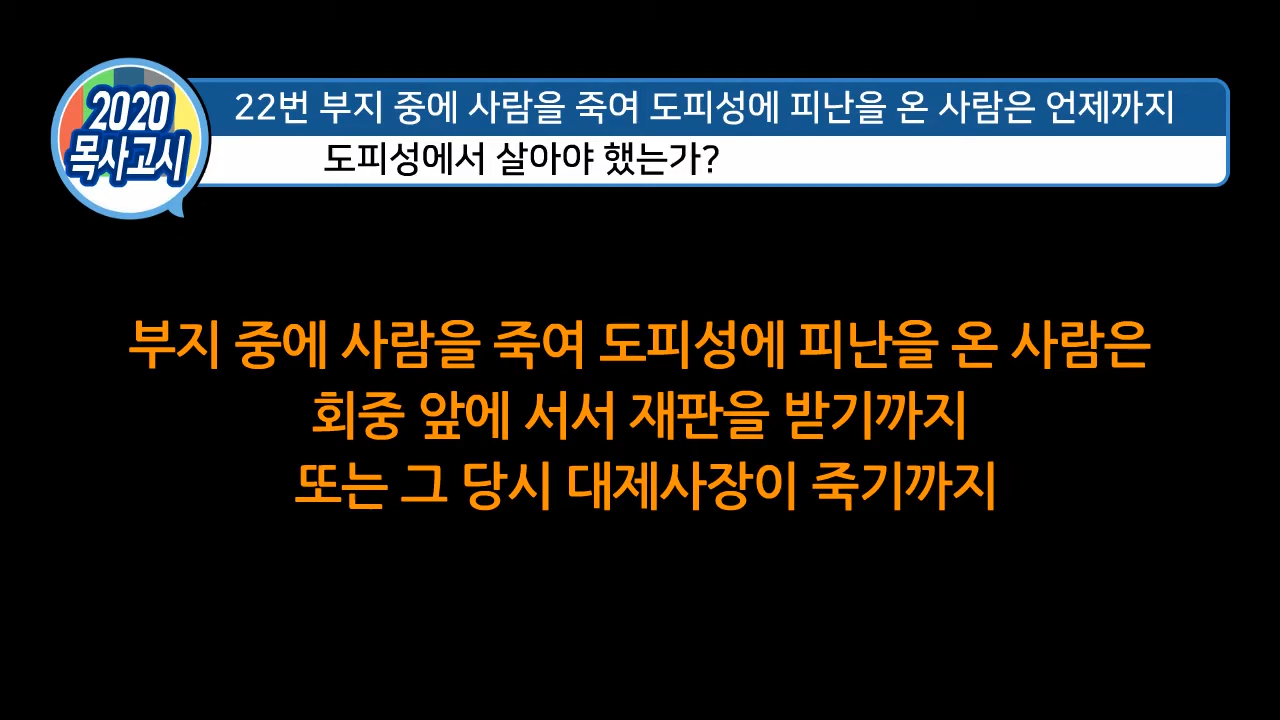 2020
목사고시
22번 부지 중에 사람을 죽여 도피성에 피난을 온 사람은 언제까지
도피성에서 살아야 했는가?
부지 중에 사람을 죽여 도피성에 피난을 온 사람은
회중 앞에 서서 재판을 받기까지
또는 그 당시 대제사장이 죽기까지